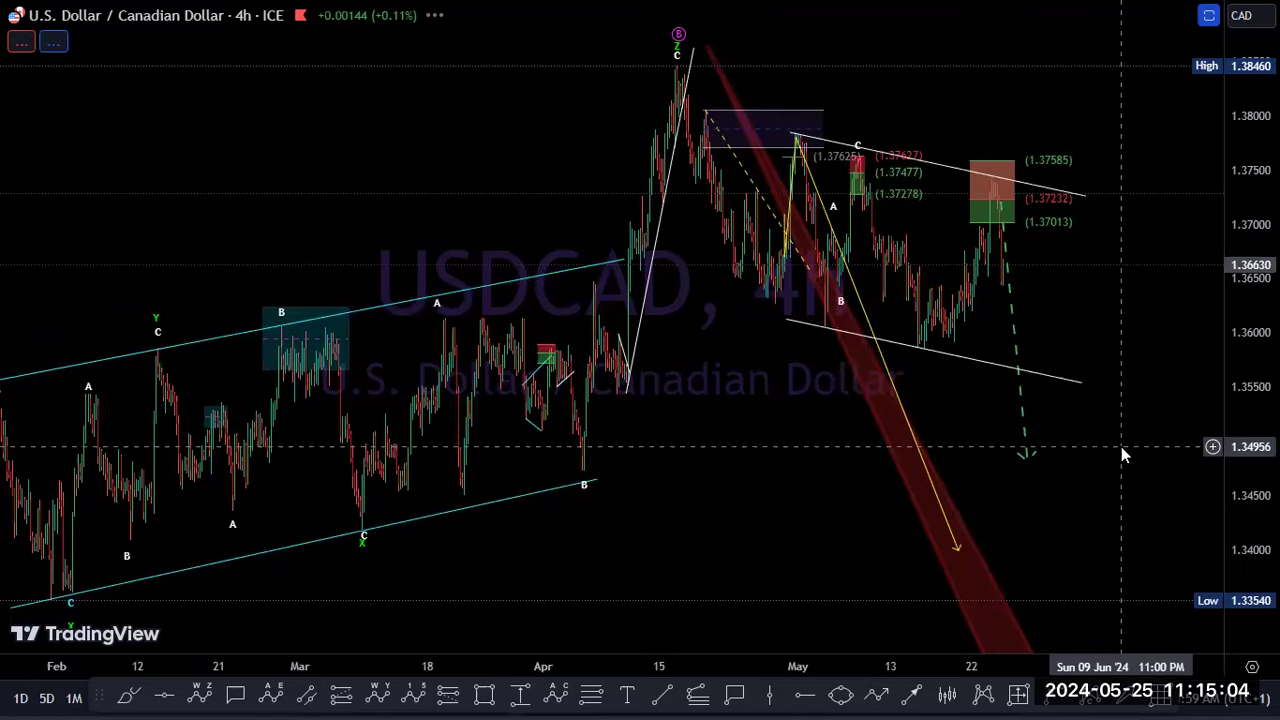 U.S. Dollar / Canadian Dollar · 4h · ICE +0.00144 (+0.11%) •••
CAD
... ...
B
Z
C
High 1.38460
1.38000
(1.37625) C (1.37627) (1.37585)
1.37500
(1.37477)
(1.37278) (1.37232)
A
(1.37013)
1.37000
USDCAD, 4h
1.36630
A
B
B
1.36000
Y
C
U.S. Dollar / Canadian Dollar
A
1.35500
1.34956
B
1.34500
A
C
X
B
1.34000
C
Low 1.33540
TradingView
Feb 12 21 Mar 18 Apr 15 May 13 22 Sun 09 Jun '24 11:00 PM
1D 5D 1M
2024-05-25 11:15:04